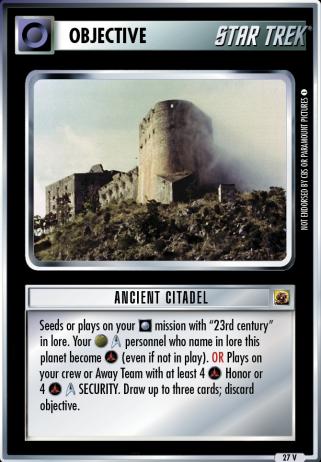 OBJECTIVE STAR TREK®
NOT ENDORSED BY CBS OR PARAMOUNT PICTURES
ANCIENT CITADEL
Seeds or plays on your mission with "23rd century"
in lore. Your personnel who name in lore this
planet become (even if not in play). OR Plays on
your crew or Away Team with at least 4 Honor or
4 SECURITY. Draw up to three cards; discard
objective.
27 V